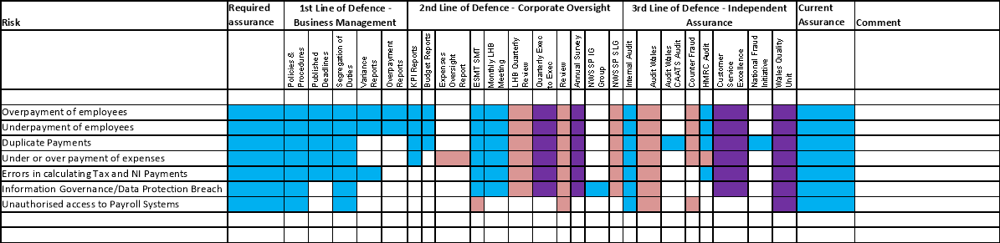 Risk
Required
assurance
1st Line of Defence -
Business Management
2nd Line of Defence - Corporate Oversight
3rd Line of Defence - Independent
Assurance
Current
Assurance
Comment
Policies &
Procedures
Published
Deadlines
Segregation of
Duties
Variance
Reports
Overpayment
Reports
KPI Reports
Budget Reports
Expenses
Oversight
Report
ESMT SMT
Monthly LHB
Meeting
LHB Quarterly
Review
Quarterly Exec
to Exec
Review
Annual Survey
NWSSP IG
Group
NWSSP SLG
Internal Audit
Audit Wales
Audit Wales
CAATS Audit
Counter Fraud
HMRC Audit
Customer
Service
Excellence
National Fraud
Initiative
Wales Quality
Unit
Overpayment of employees
Underpayment of employees
Duplicate Payments
Under or over payment of expenses
Errors in calculating Tax and NI Payments
Information Governance/Data Protection Breach
Unauthorised access to Payroll Systems